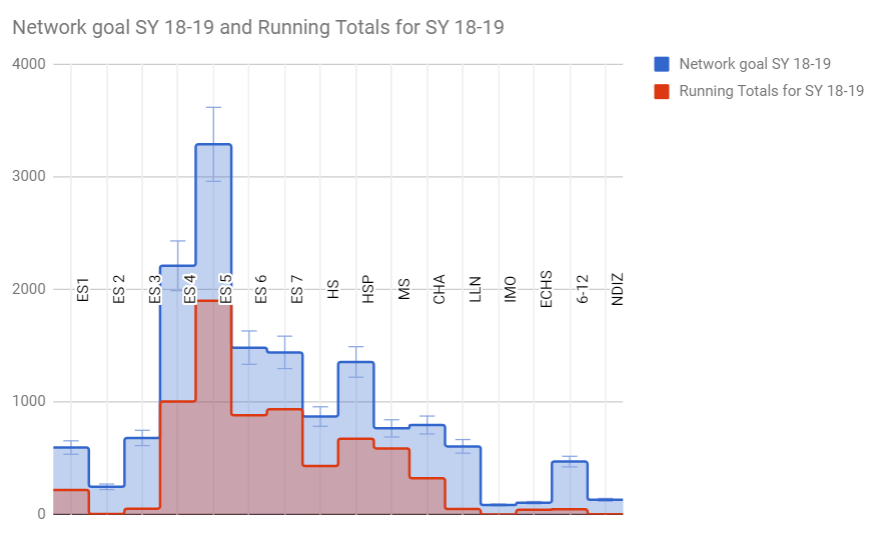 Network goal SY 18-19 and Running Totals for SY 18-19
Network goal SY 18-19
Running Totals for SY 18-19
4000
3000
2000
1000
0
ES1
ES 2
ES 3
ES 4
ES 5
ES 6
ES 7
HS
HSP
MS
CHA
LLN
IMO
ECHS
6-12
NDIZ